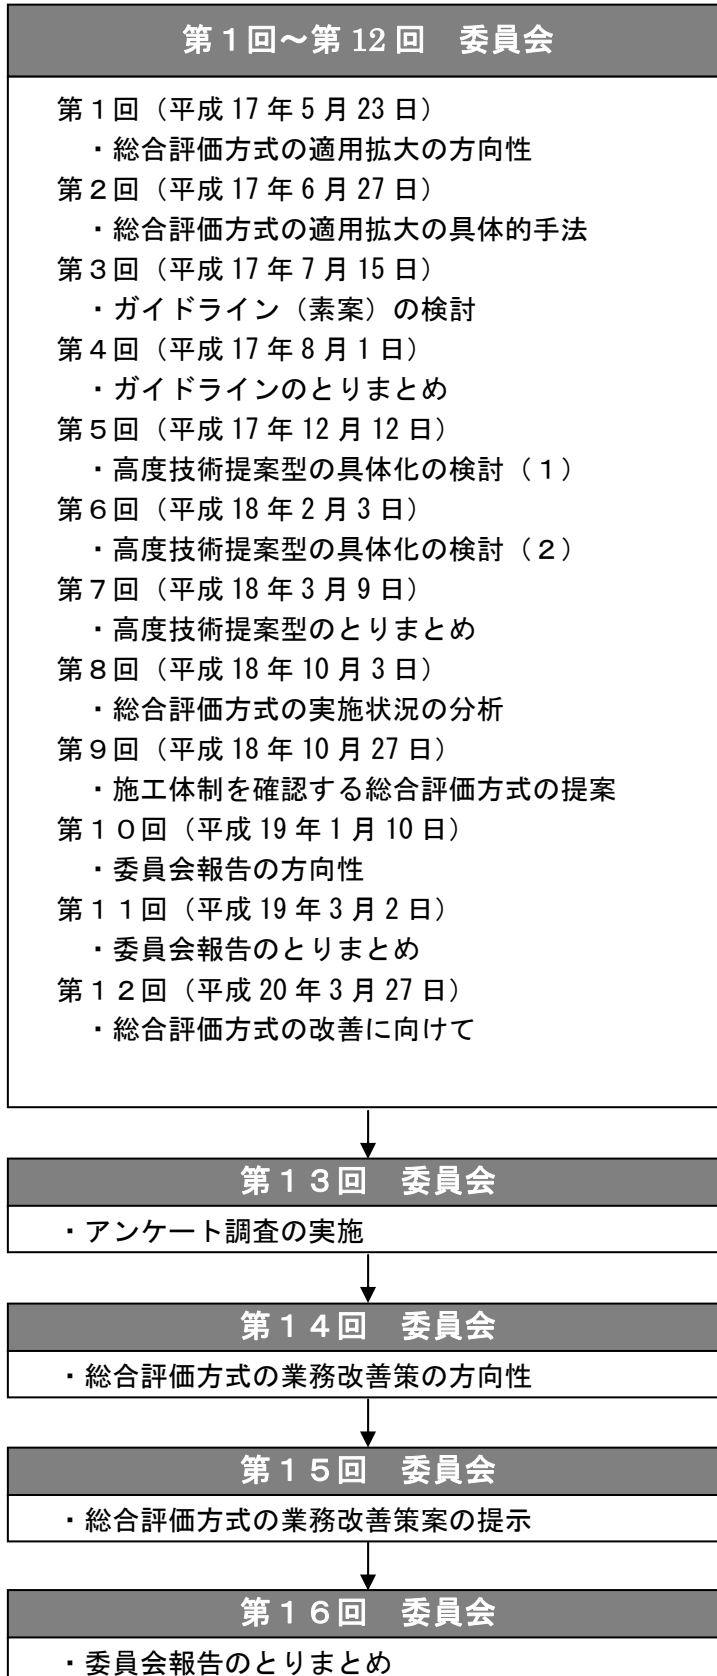 第１回～第 12 回　委員会
第１回（平成 17 年 5 月 23 日）
・総合評価方式の適用拡大の方向性
第２回（平成 17 年 6 月 27 日）
・総合評価方式の適用拡大の具体的手法
第３回（平成 17 年 7 月 15 日）
・ガイドライン（素案）の検討
第４回（平成 17 年 8 月 1 日）
・ガイドラインのとりまとめ
第５回（平成 17 年 12 月 12 日）
・高度技術提案型の具体化の検討（１）
第６回（平成 18 年 2 月 3 日）
・高度技術提案型の具体化の検討（２）
第７回（平成 18 年 3 月 9 日）
・高度技術提案型のとりまとめ
第８回（平成 18 年 10 月 3 日）
・総合評価方式の実施状況の分析
第９回（平成 18 年 10 月 27 日）
・施工体制を確認する総合評価方式の提案
第１０回（平成 19 年 1 月 10 日）
・委員会報告の方向性
第１１回（平成 19 年 3 月 2 日）
・委員会報告のとりまとめ
第１２回（平成 20 年 3 月 27 日）
・総合評価方式の改善に向けて
第１３回　委員会
・アンケート調査の実施
第１４回　委員会
・総合評価方式の業務改善策の方向性
第１５回　委員会
・総合評価方式の業務改善策案の提示
第１６回　委員会
・委員会報告のとりまとめ